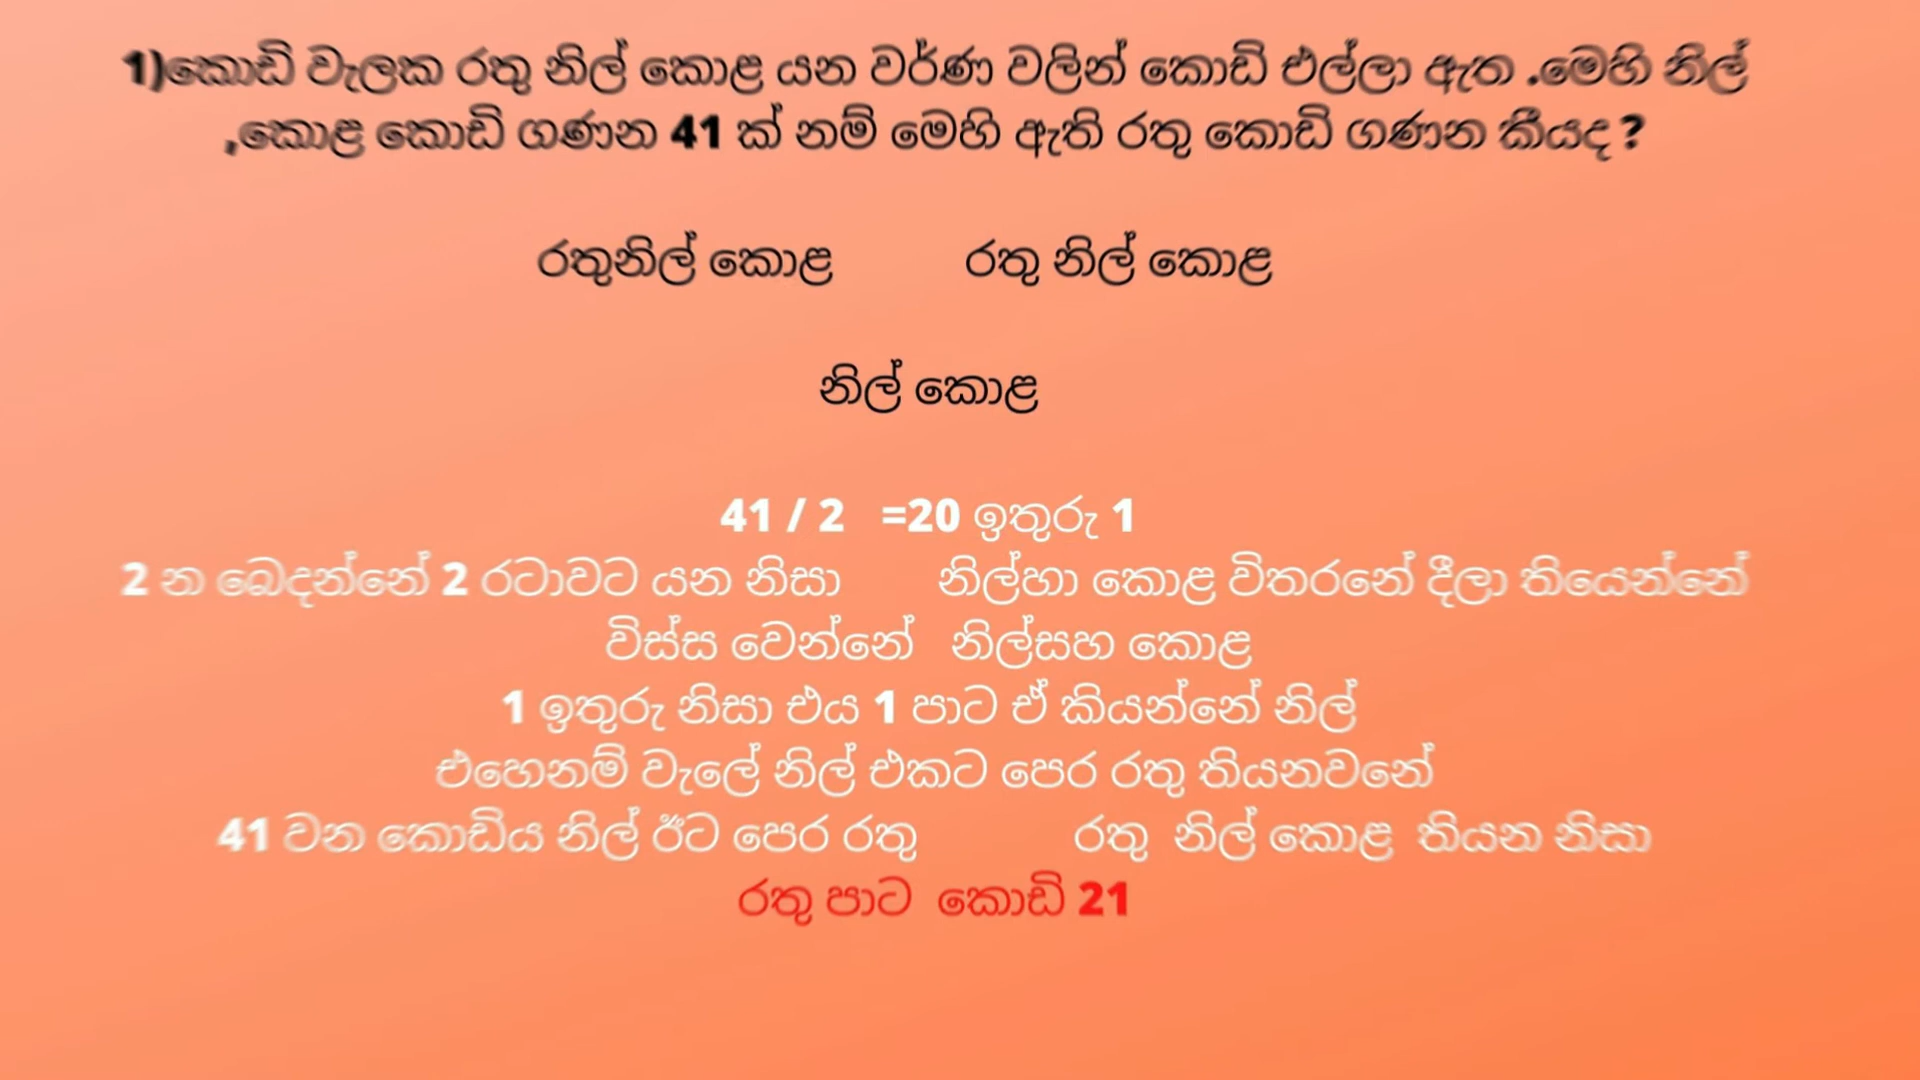 1)කොඩි වැලක රතු නිල් කොළ යන වර්ණ වලින් කොඩි එල්ලා ඇත .මෙහි නිල්
,කොළ කොඩි ගණන 41 ක් නම් මෙහි ඇති රතු කොඩි ගණන කීයද ?
රතුනිල් කොළ රතු නිල් කොළ
නිල් කොළ
41 / 2 =20 ඉතුරු 1
2 න බෙදන්නේ 2 රටාවට යන නිසා නිල්හා කොළ විතරනේ දීලා තියෙන්නේ
විස්ස වෙන්නේ නිල්සහ කොළ
1 ඉතුරු නිසා එය 1 පාට ඒ කියන්නේ නිල්
එහෙනම් වැලේ නිල් එකට පෙර රතු තියනවනේ
41 වන කොඩිය නිල් ඊට පෙර රතු රතු නිල් කොළ තියන නිසා
රතු පාට කොඩි 21